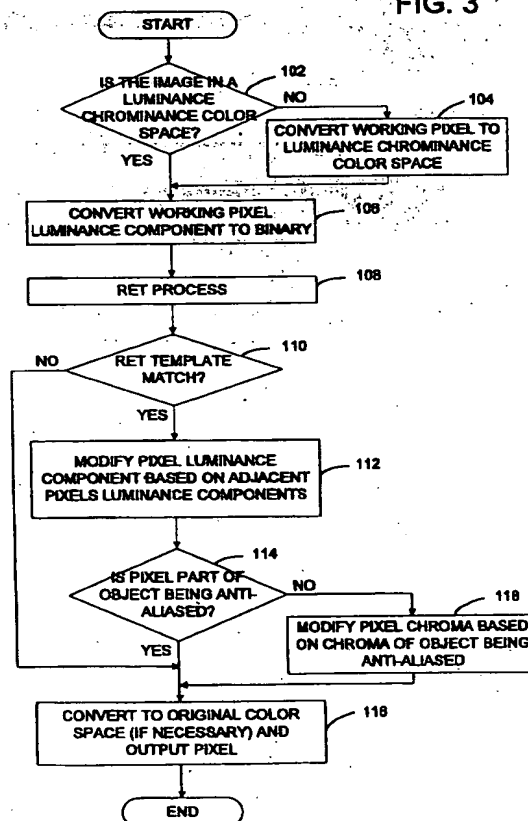 FIG. 3
START
102
IS THE IMAGE IN A
LUMINANCE
CHROMINANCE COLOR
SPACE?
NO
YES
104
CONVERT WORKING PIXEL TO
LUMINANCE CHROMINANCE
COLOR SPACE
106
CONVERT WORKING PIXEL
LUMINANCE COMPONENT TO BINARY
108
RET PROCESS
110
RET TEMPLATE
MATCH?
NO
YES
112
MODIFY PIXEL LUMINANCE
COMPONENT BASED ON ADJACENT
PIXELS LUMINANCE COMPONENTS
114
IS PIXEL PART OF
OBJECT BEING ANTI-
ALIASED?
NO
YES
118
MODIFY PIXEL CHROMA BASED
ON CHROMA OF OBJECT BEING
ANTI-ALIASED
116
CONVERT TO ORIGINAL COLOR
SPACE (IF NECESSARY) AND
OUTPUT PIXEL
END